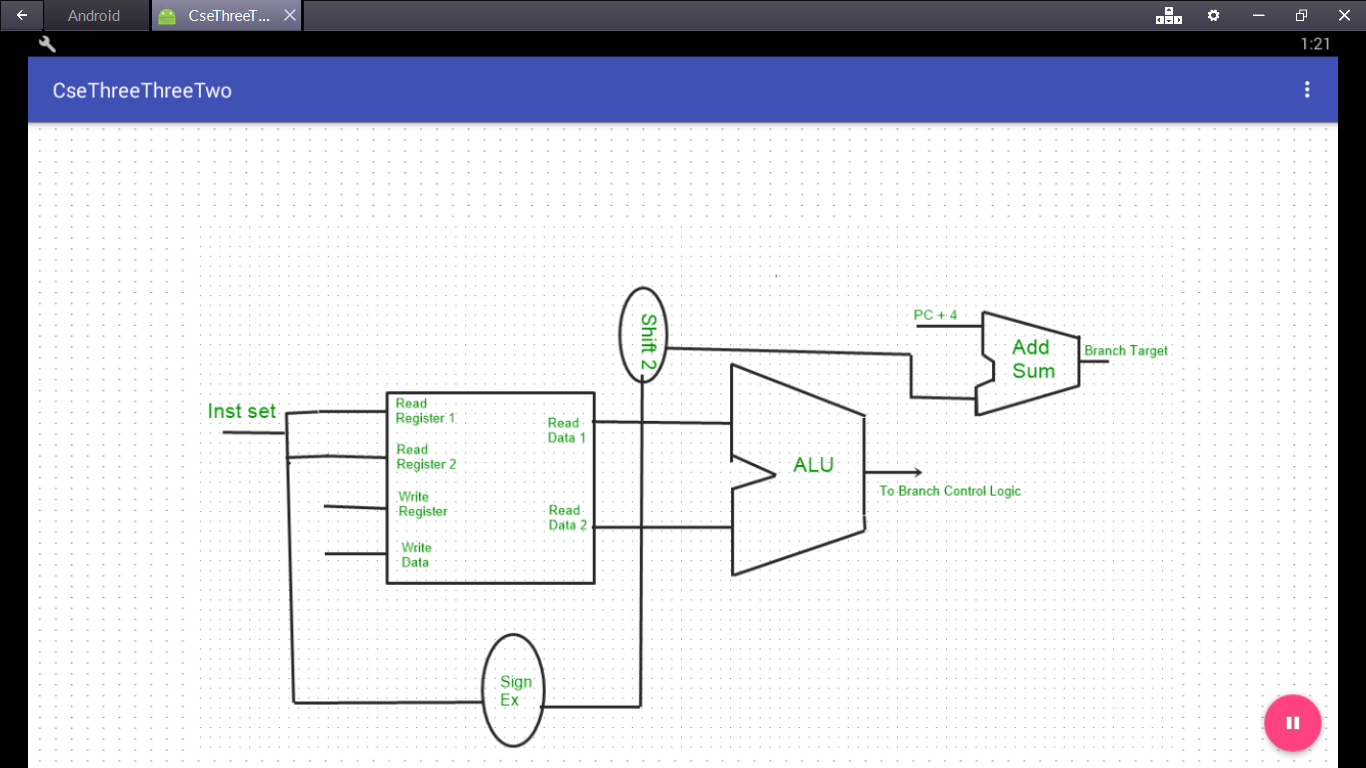 Android
CseThreeT...
1:21
CseThreeThreeTwo
Shift 2
PC + 4
Add
Sum
Branch Target
Inst set
Read
Register 1
Read
Data 1
Read
Register 2
ALU
Write
Register
To Branch Control Logic
Read
Data 2
Write
Data
Sign
Ex